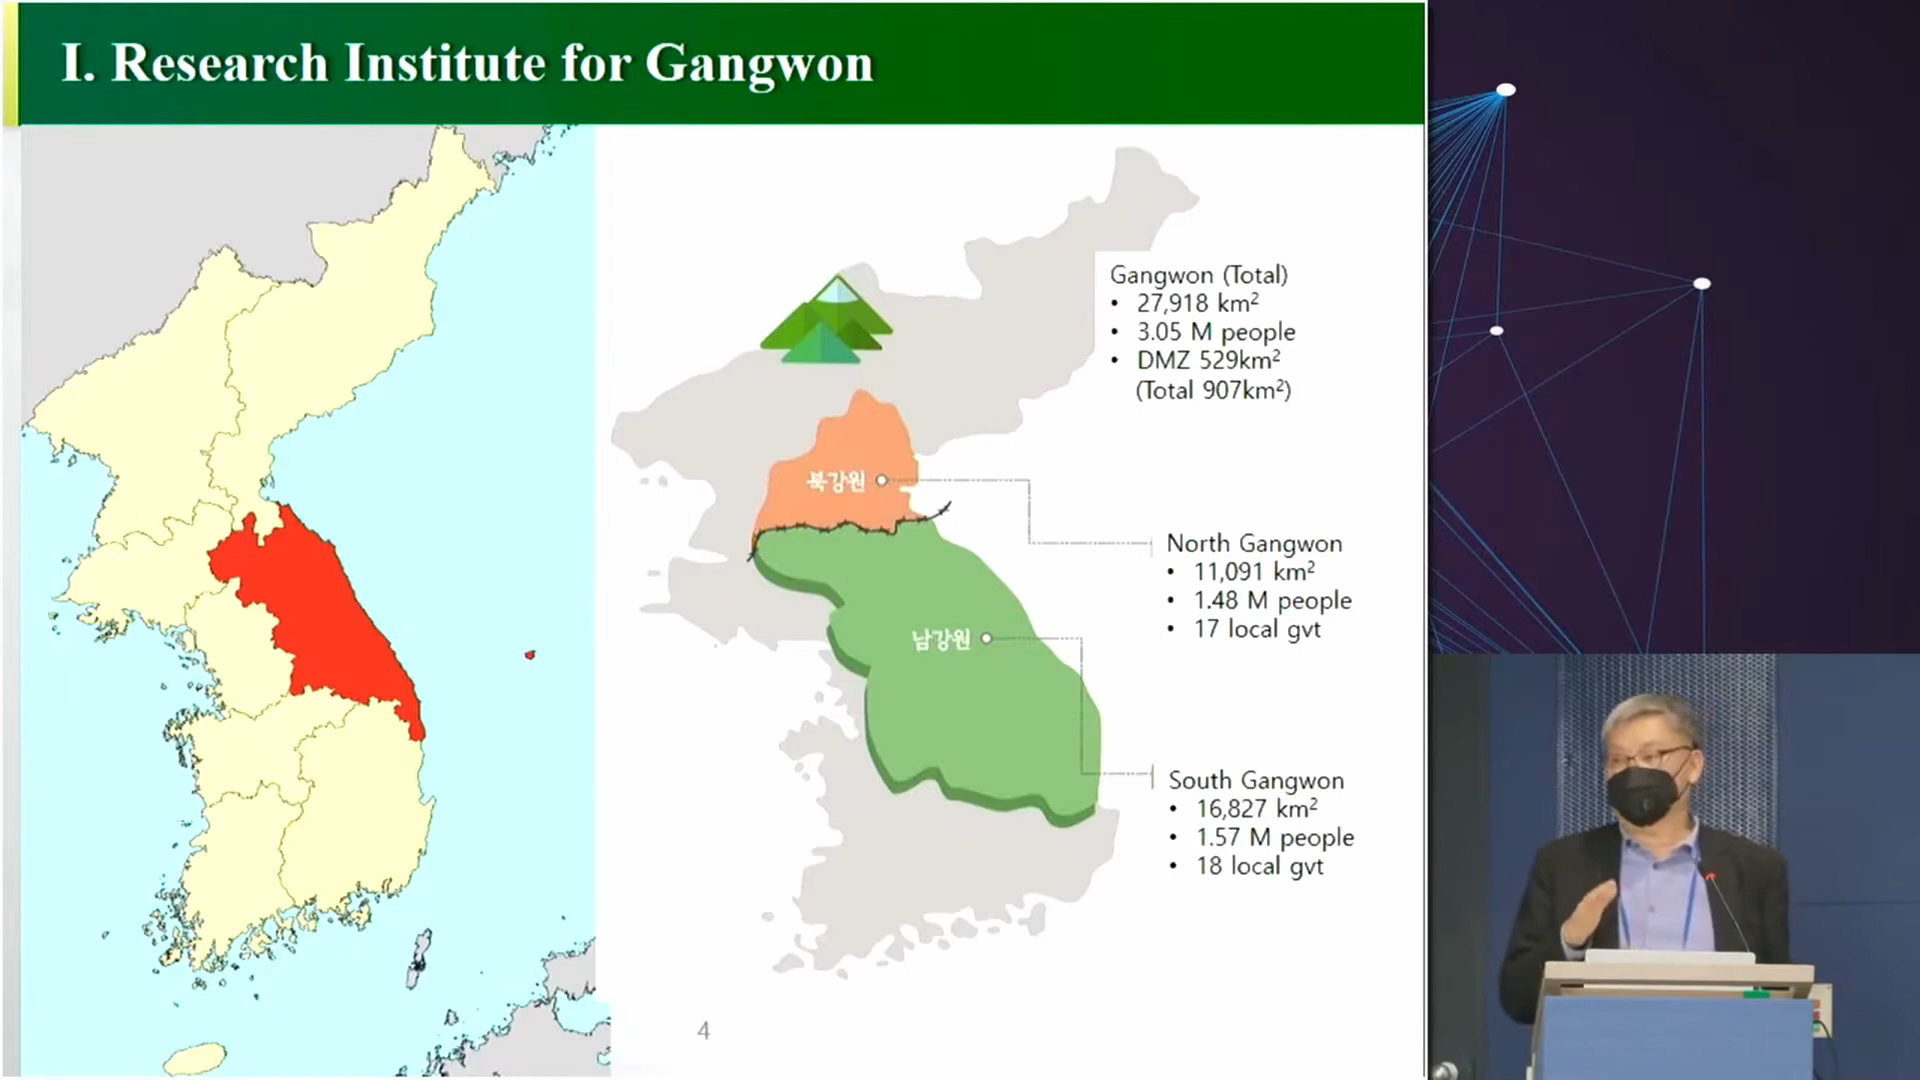 I. Research Institute for Gangwon
Gangwon (Total)
• 27,918 km²
• 3.05 M people
• DMZ 529km²
(Total 907km²)
북강원
North Gangwon
• 11,091 km²
• 1.48 M people
• 17 local gvt
남강원
South Gangwon
• 16,827 km²
• 1.57 M people
• 18 local gvt
4